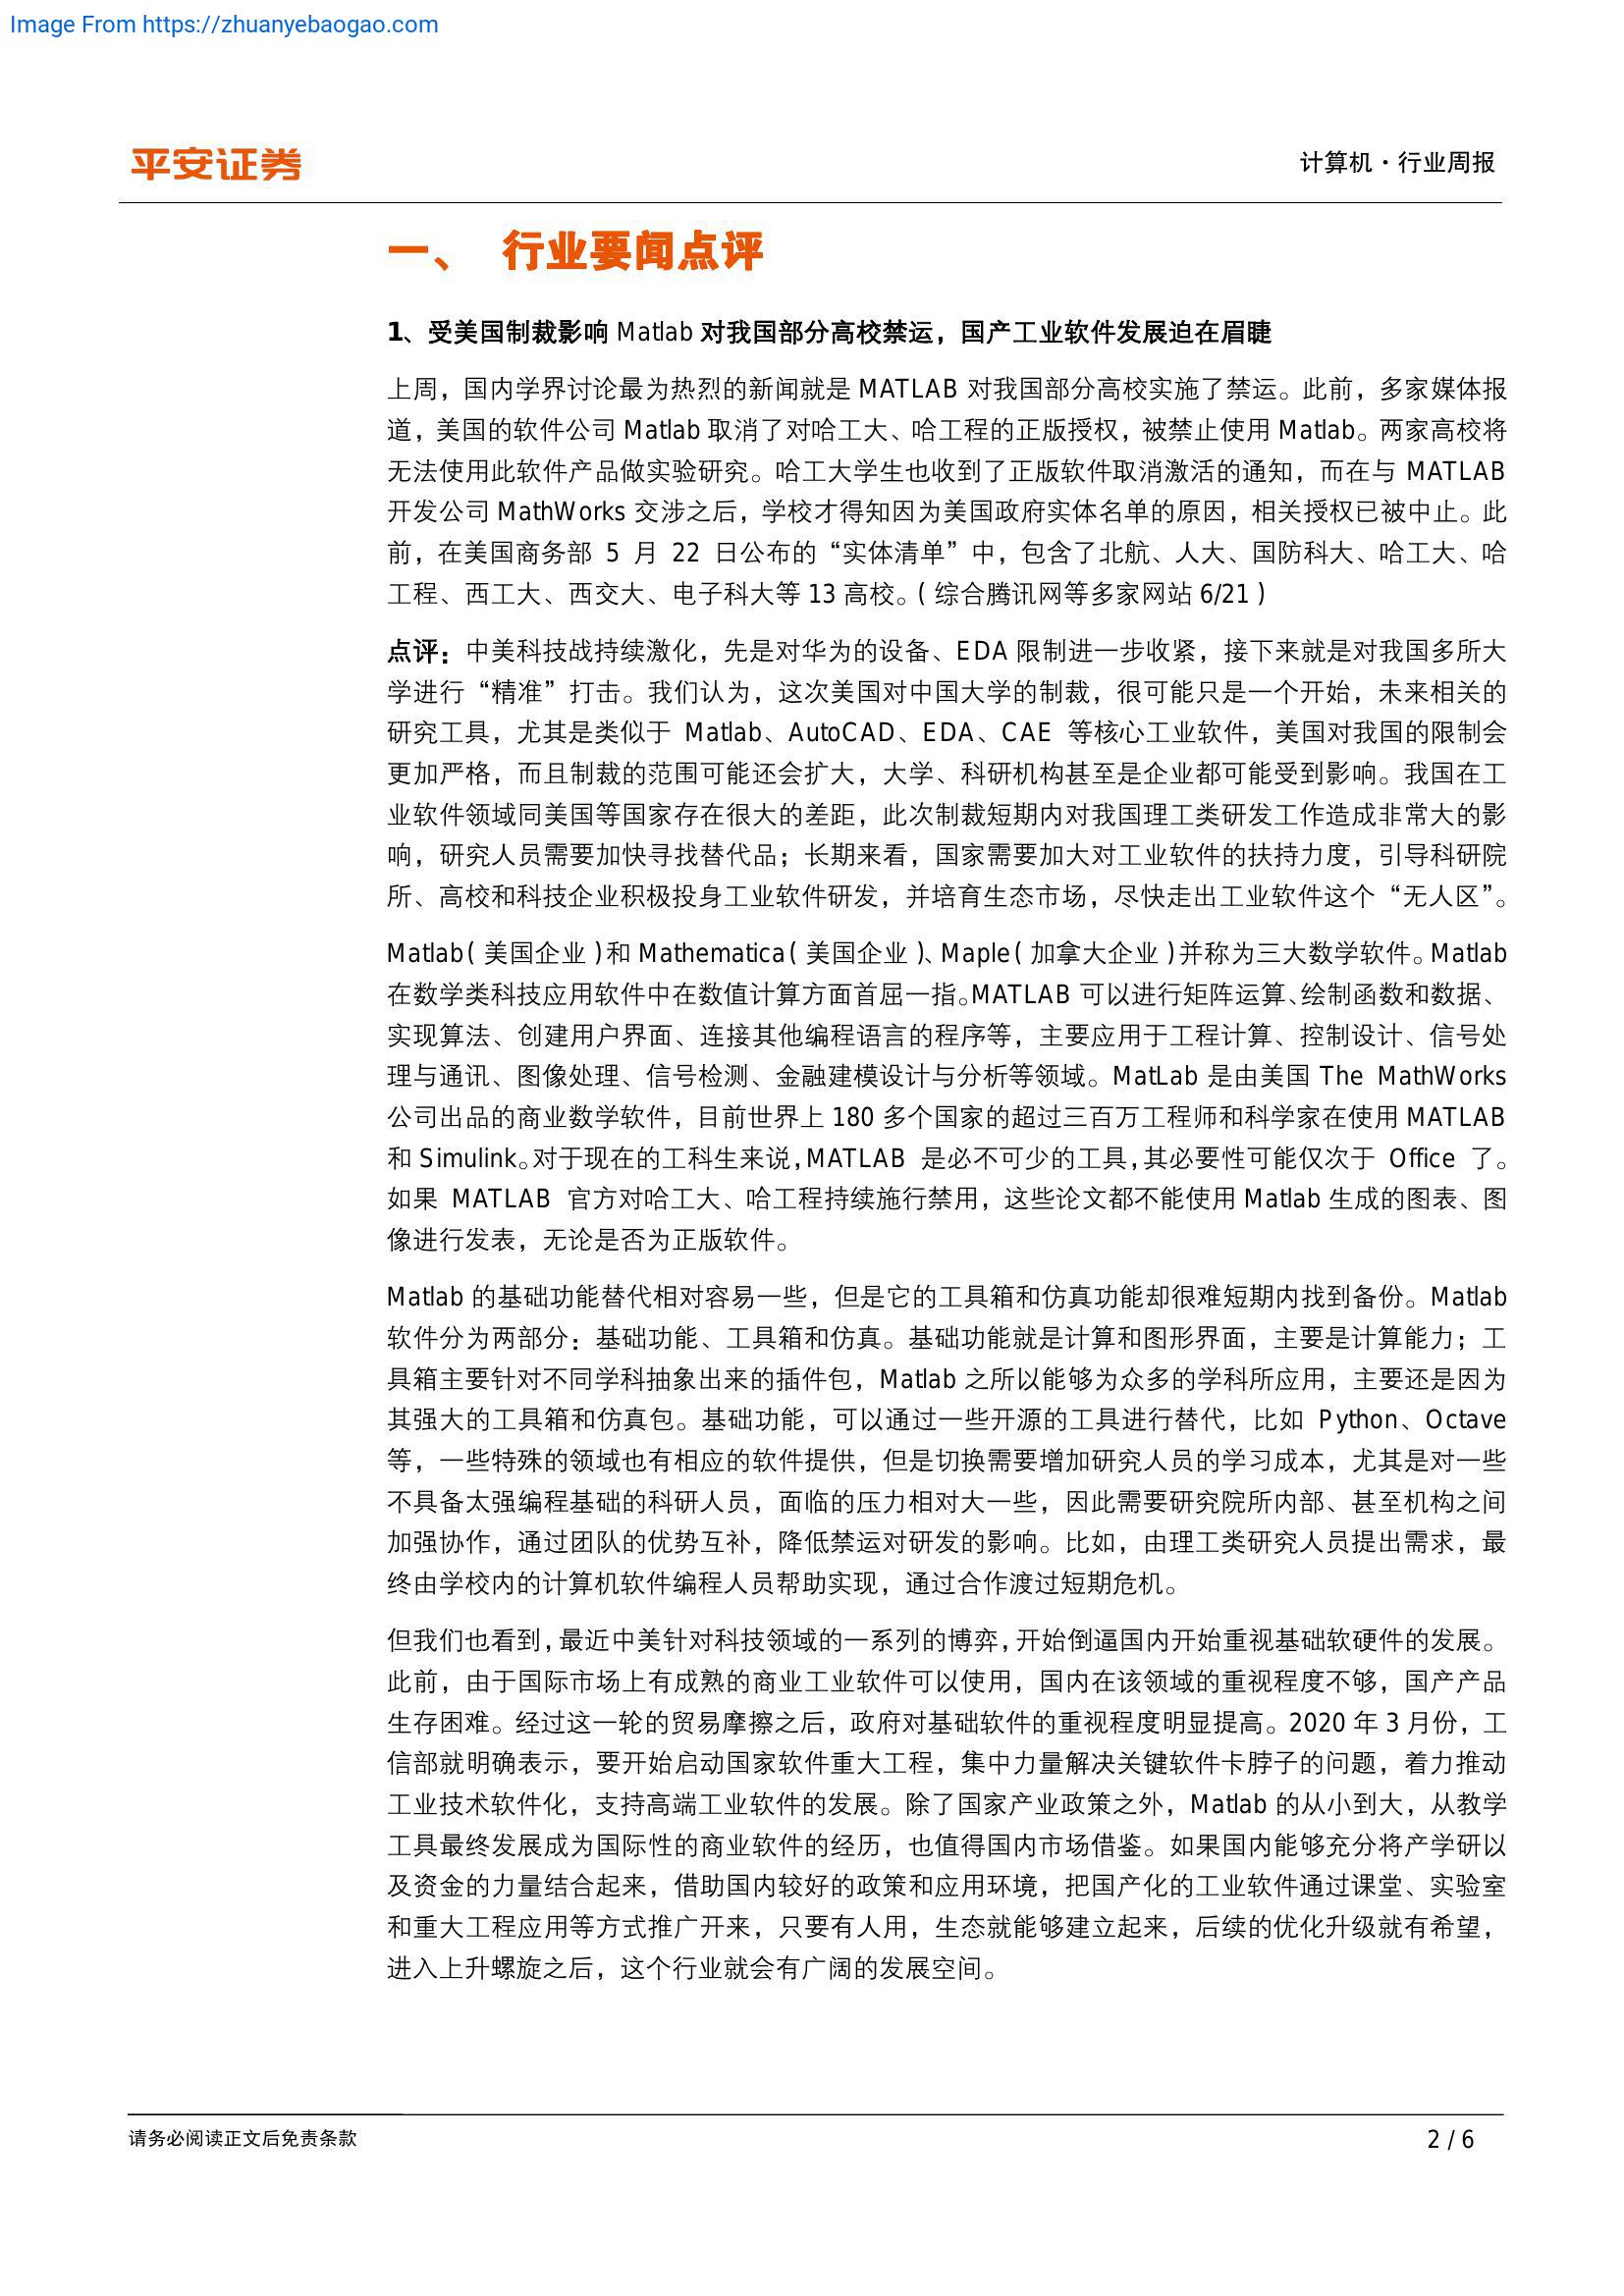 Image From https://zhuanyebaogao.com
平安证券
计算机·行业周报
一、 行业要闻点评
1、受美国制裁影响 Matlab 对我国部分高校禁运，国产工业软件发展迫在眉睫
上周，国内学界讨论最为热烈的新闻就是 MATLAB 对我国部分高校实施了禁运。此前，多家媒体报
道，美国的软件公司 Matlab 取消了对哈工大、哈工程的正版授权，被禁止使用 Matlab。两家高校将
无法使用此软件产品做实验研究。哈工大学生也收到了正版软件取消激活的通知，而在与 MATLAB
开发公司 MathWorks 交涉之后，学校才得知因为美国政府实体名单的原因，相关授权已被中止。此
前，在美国商务部 5 月 22 日公布的“实体清单”中，包含了北航、人大、国防科大、哈工大、哈
工程、西工大、西交大、电子科大等 13 高校。( 综合腾讯网等多家网站 6/21 )
点评：中美科技战持续激化，先是对华为的设备、EDA 限制进一步收紧，接下来就是对我国多所大
学进行“精准”打击。我们认为，这次美国对中国大学的制裁，很可能只是一个开始，未来相关的
研究工具，尤其是类似于 Matlab、AutoCAD、EDA、CAE 等核心工业软件，美国对我国的限制会
更加严格，而且制裁的范围可能还会扩大，大学、科研机构甚至是企业都可能受到影响。我国在工
业软件领域同美国等国家存在很大的差距，此次制裁短期内对我国理工类研发工作造成非常大的影
响，研究人员需要加快寻找替代品；长期来看，国家需要加大对工业软件的扶持力度，引导科研院
所、高校和科技企业积极投身工业软件研发，并培育生态市场，尽快走出工业软件这个“无人区”。
Matlab( 美国企业 )和 Mathematica( 美国企业 )、Maple( 加拿大企业 )并称为三大数学软件。Matlab
在数学类科技应用软件中在数值计算方面首屈一指。MATLAB 可以进行矩阵运算、绘制函数和数据、
实现算法、创建用户界面、连接其他编程语言的程序等，主要应用于工程计算、控制设计、信号处
理与通讯、图像处理、信号检测、金融建模设计与分析等领域。MatLab 是由美国 The MathWorks
公司出品的商业数学软件，目前世界上 180 多个国家的超过三百万工程师和科学家在使用 MATLAB
和 Simulink。对于现在的工科生来说，MATLAB 是必不可少的工具，其必要性可能仅次于 Office 了。
如果 MATLAB 官方对哈工大、哈工程持续施行禁用，这些论文都不能使用 Matlab 生成的图表、图
像进行发表，无论是否为正版软件。
Matlab 的基础功能替代相对容易一些，但是它的工具箱和仿真功能却很难短期内找到备份。Matlab
软件分为两部分：基础功能、工具箱和仿真。基础功能就是计算和图形界面，主要是计算能力；工
具箱主要针对不同学科抽象出来的插件包，Matlab 之所以能够为众多的学科所应用，主要还是因为
其强大的工具箱和仿真包。基础功能，可以通过一些开源的工具进行替代，比如 Python、Octave
等，一些特殊的领域也有相应的软件提供，但是切换需要增加研究人员的学习成本，尤其是对一些
不具备太强编程基础的科研人员，面临的压力相对大一些，因此需要研究院所内部、甚至机构之间
加强协作，通过团队的优势互补，降低禁运对研发的影响。比如，由理工类研究人员提出需求，最
终由学校内的计算机软件编程人员帮助实现，通过合作渡过短期危机。
但我们也看到，最近中美针对科技领域的一系列的博弈，开始倒逼国内开始重视基础软硬件的发展。
此前，由于国际市场上有成熟的商业工业软件可以使用，国内在该领域的重视程度不够，国产产品
生存困难。经过这一轮的贸易摩擦之后，政府对基础软件的重视程度明显提高。2020 年 3 月份，工
信部就明确表示，要开始启动国家软件重大工程，集中力量解决关键软件卡脖子的问题，着力推动
工业技术软件化，支持高端工业软件的发展。除了国家产业政策之外，Matlab 的从小到大，从教学
工具最终发展成为国际性的商业软件的经历，也值得国内市场借鉴。如果国内能够充分将产学研以
及资金的力量结合起来，借助国内较好的政策和应用环境，把国产化的工业软件通过课堂、实验室
和重大工程应用等方式推广开来，只要有人用，生态就能够建立起来，后续的优化升级就有希望，
进入上升螺旋之后，这个行业就会有广阔的发展空间。
请务必阅读正文后免责条款
2 / 6